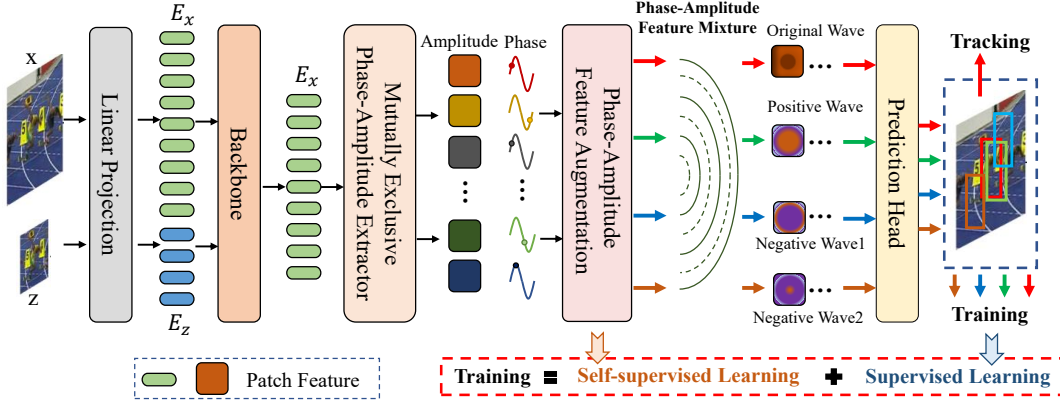 E_x
X
Z
Linear Projection
E_z
Backbone
E_x
Mutually Exclusive
Phase-Amplitude Extractor
Amplitude
Phase
Phase-Amplitude
Feature Augmentation
Phase-Amplitude
Feature Mixture
Original Wave
Positive Wave
Negative Wave1
Negative Wave2
Prediction Head
Tracking
Training
Patch Feature
Training = Self-supervised Learning + Supervised Learning